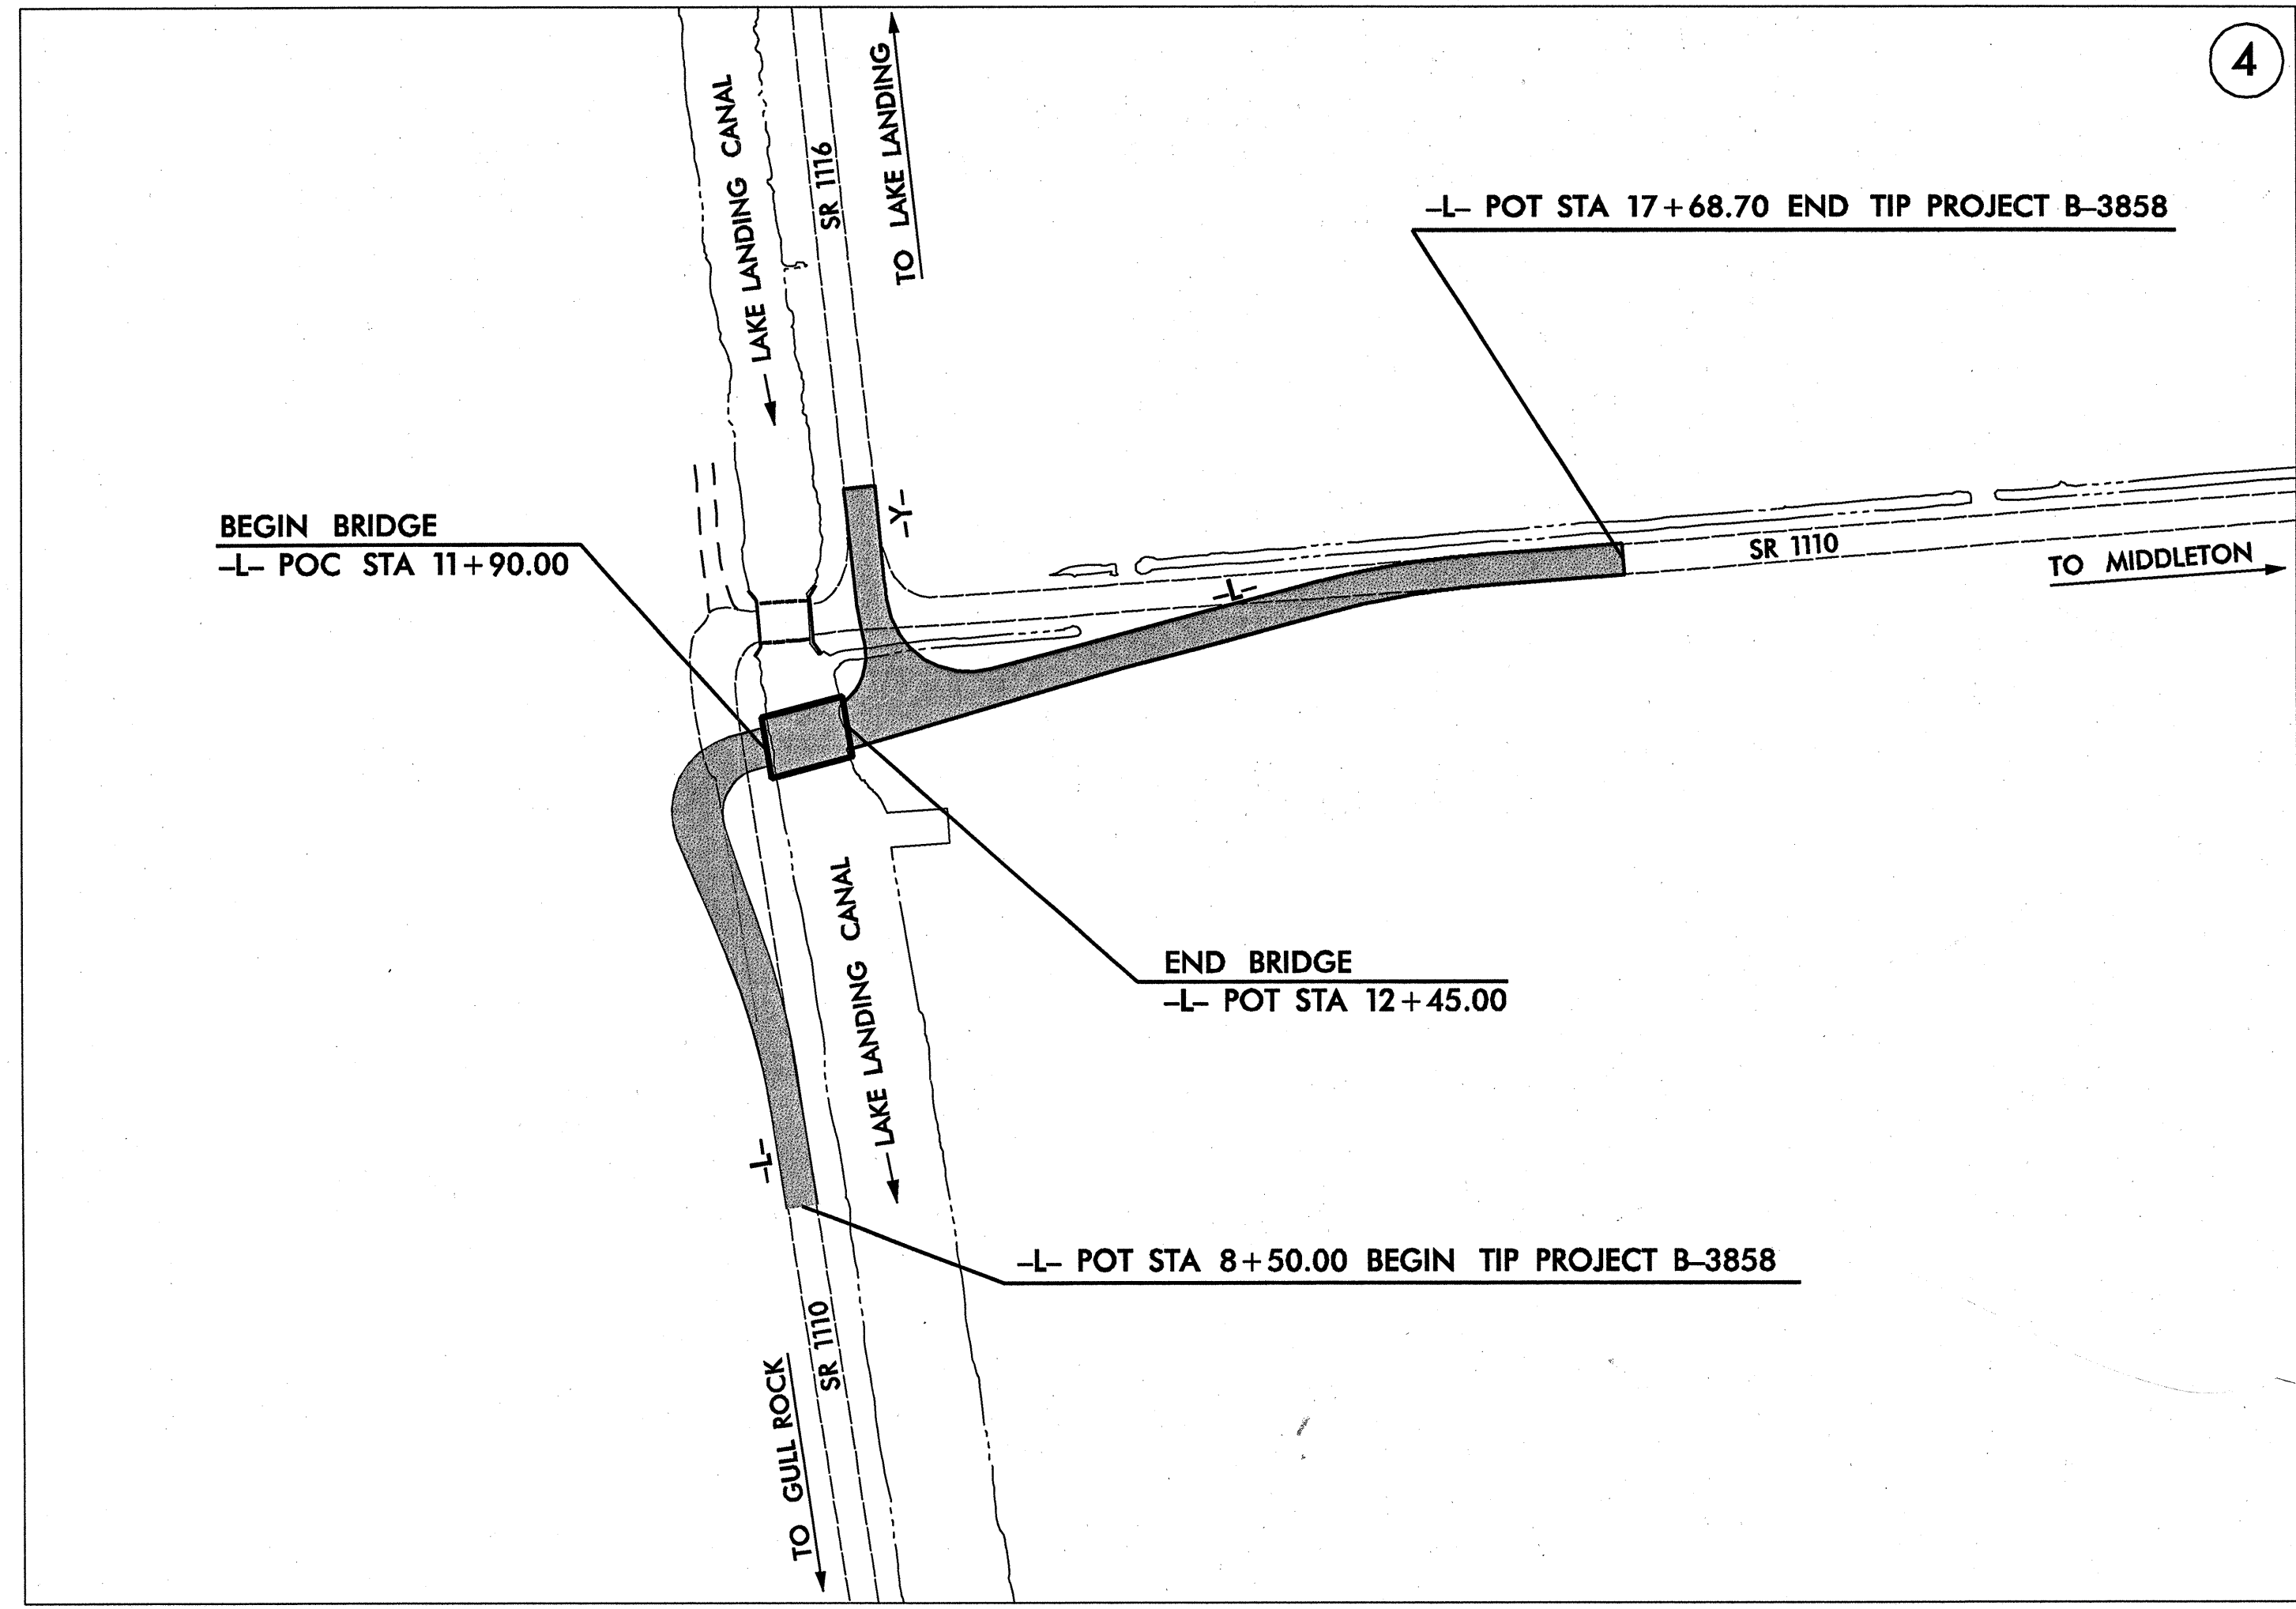 4
LAKE LANDING CANAL
SR 1116
TO LAKE LANDING
-L- POT STA 17+68.70 END TIP PROJECT B-3858
BEGIN BRIDGE
-L- POC STA 11+90.00
-Y-
-L-
SR 1110
TO MIDDLETON
END BRIDGE
-L- POT STA 12+45.00
LAKE LANDING CANAL
-L-
-L- POT STA 8+50.00 BEGIN TIP PROJECT B-3858
SR 1110
TO GULL ROCK